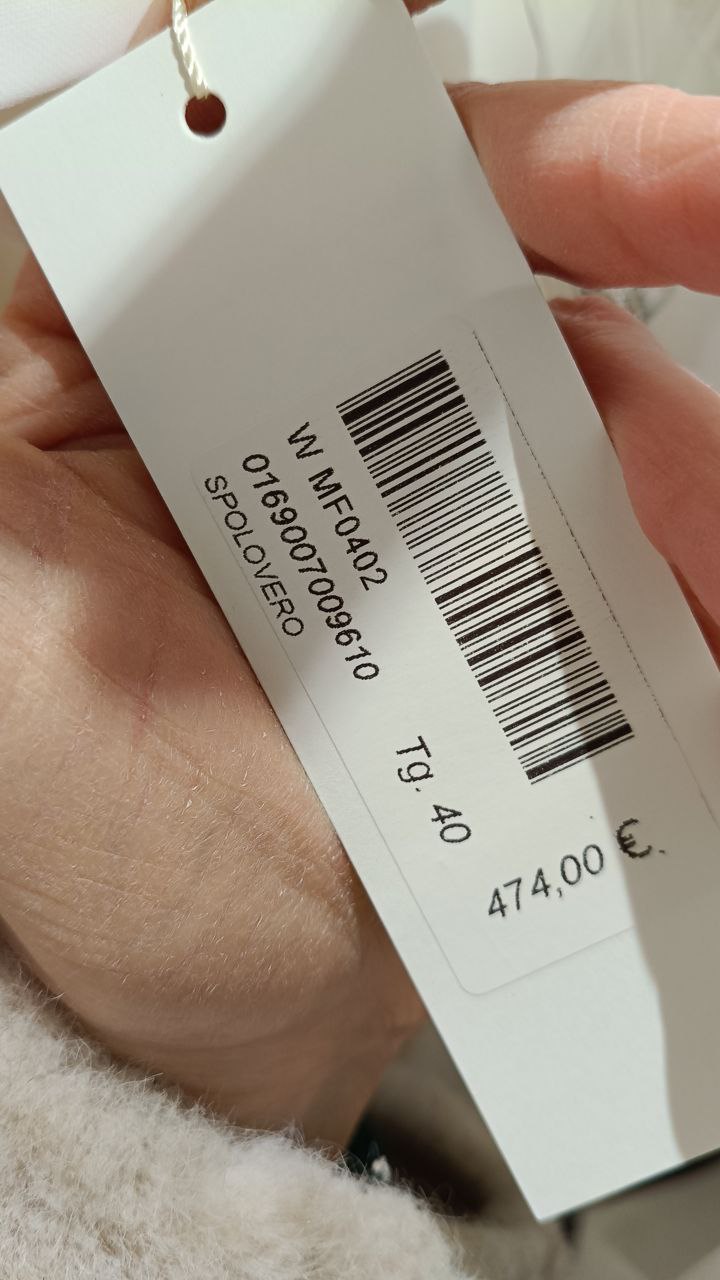 W MF0402
0169007009610
SPOLOVERO
Tg. 40
474,00 €.